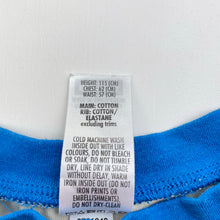 HEIGHT: 115 (CM)
CHEST: 62 (CM)
WAIST: 57 (CM)
MAIN: COTTON
RIB: COTTON/
ELASTANE
excluding trims
COLD MACHINE WASH
INSIDE OUT WITH LIKE
COLOURS. DO NOT BLEACH
OR SOAK, DO NOT TUMBLE
DRY. LINE DRY IN SHADE
WITHOUT DELAY. WARM
IRON INSIDE OUT (DO NOT
IRON PRINTS OR
EMBELLISHMENTS)
DO NOT DRY-CLEAN